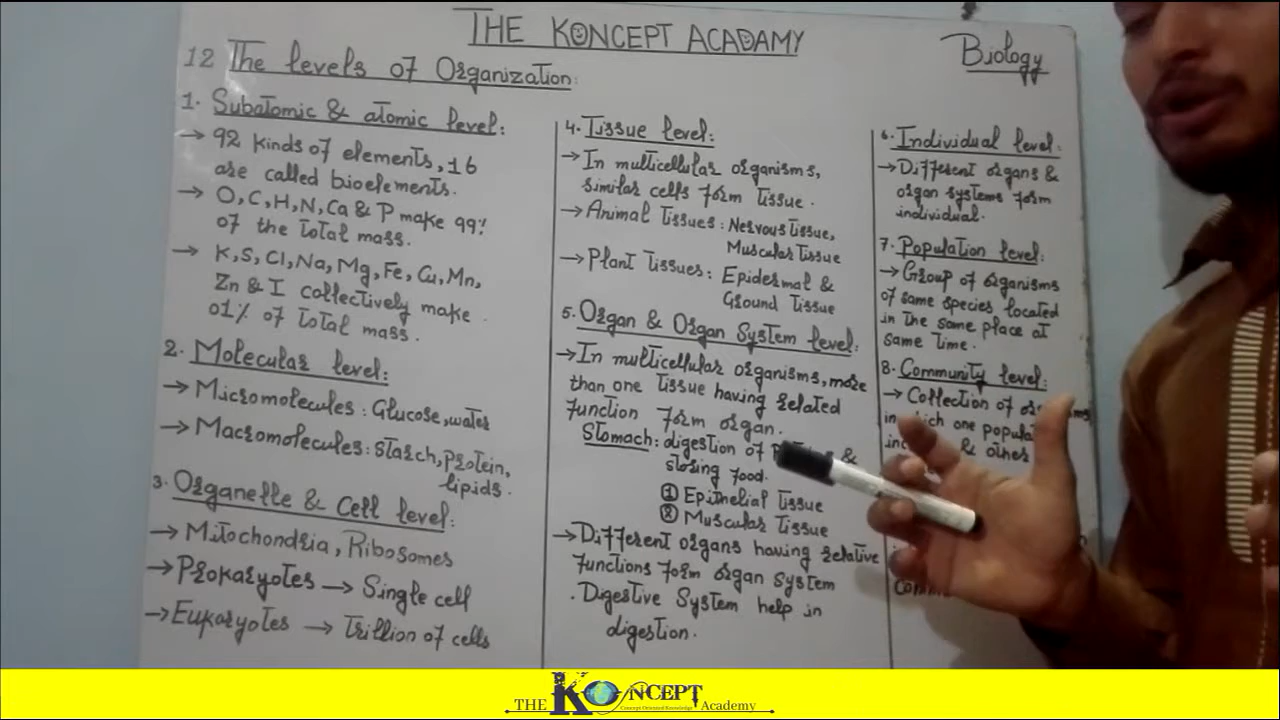 THE KONCEPT ACADAMY
Biology
12 The levels of Organization:
1. Subatomic & atomic level:
→ 92 kinds of elements, 16
are called bioelements.
→ O, C, H, N, Ca & P make 99%
of the total mass.
→ K, S, Cl, Na, Mg, Fe, Cu, Mn,
Zn & I collectively make
01% of total mass.
2. Molecular level:
→ Micromolecules: Glucose, water
→ Macromolecules: starch, protein,
lipids.
3. Organelle & Cell level:
→ Mitochondria, Ribosomes
→ Prokaryotes → Single cell
→ Eukaryotes → Trillion of cells
4. Tissue level:
→ In multicellular organisms,
similar cells form tissue.
→ Animal tissues: Nervous tissue,
Muscular tissue
→ Plant tissues: Epidermal &
Ground tissue
5. Organ & Organ System level:
→ In multicellular organisms, more
than one tissue having related
function form organ.
Stomach: digestion of &
storing food.
① Epithelial tissue
② Muscular tissue
→ Different organs having relative
functions form organ system
. Digestive System help in
digestion.
6. Individual level:
→ Different organs &
organ systems form
individual.
7. Population level:
→ Group of organisms
of same species located
in the same place at
same time.
8. Community level:
→ Collection of
one
& other
THE KONCEPT
Concept Oriented Knowledge Academy